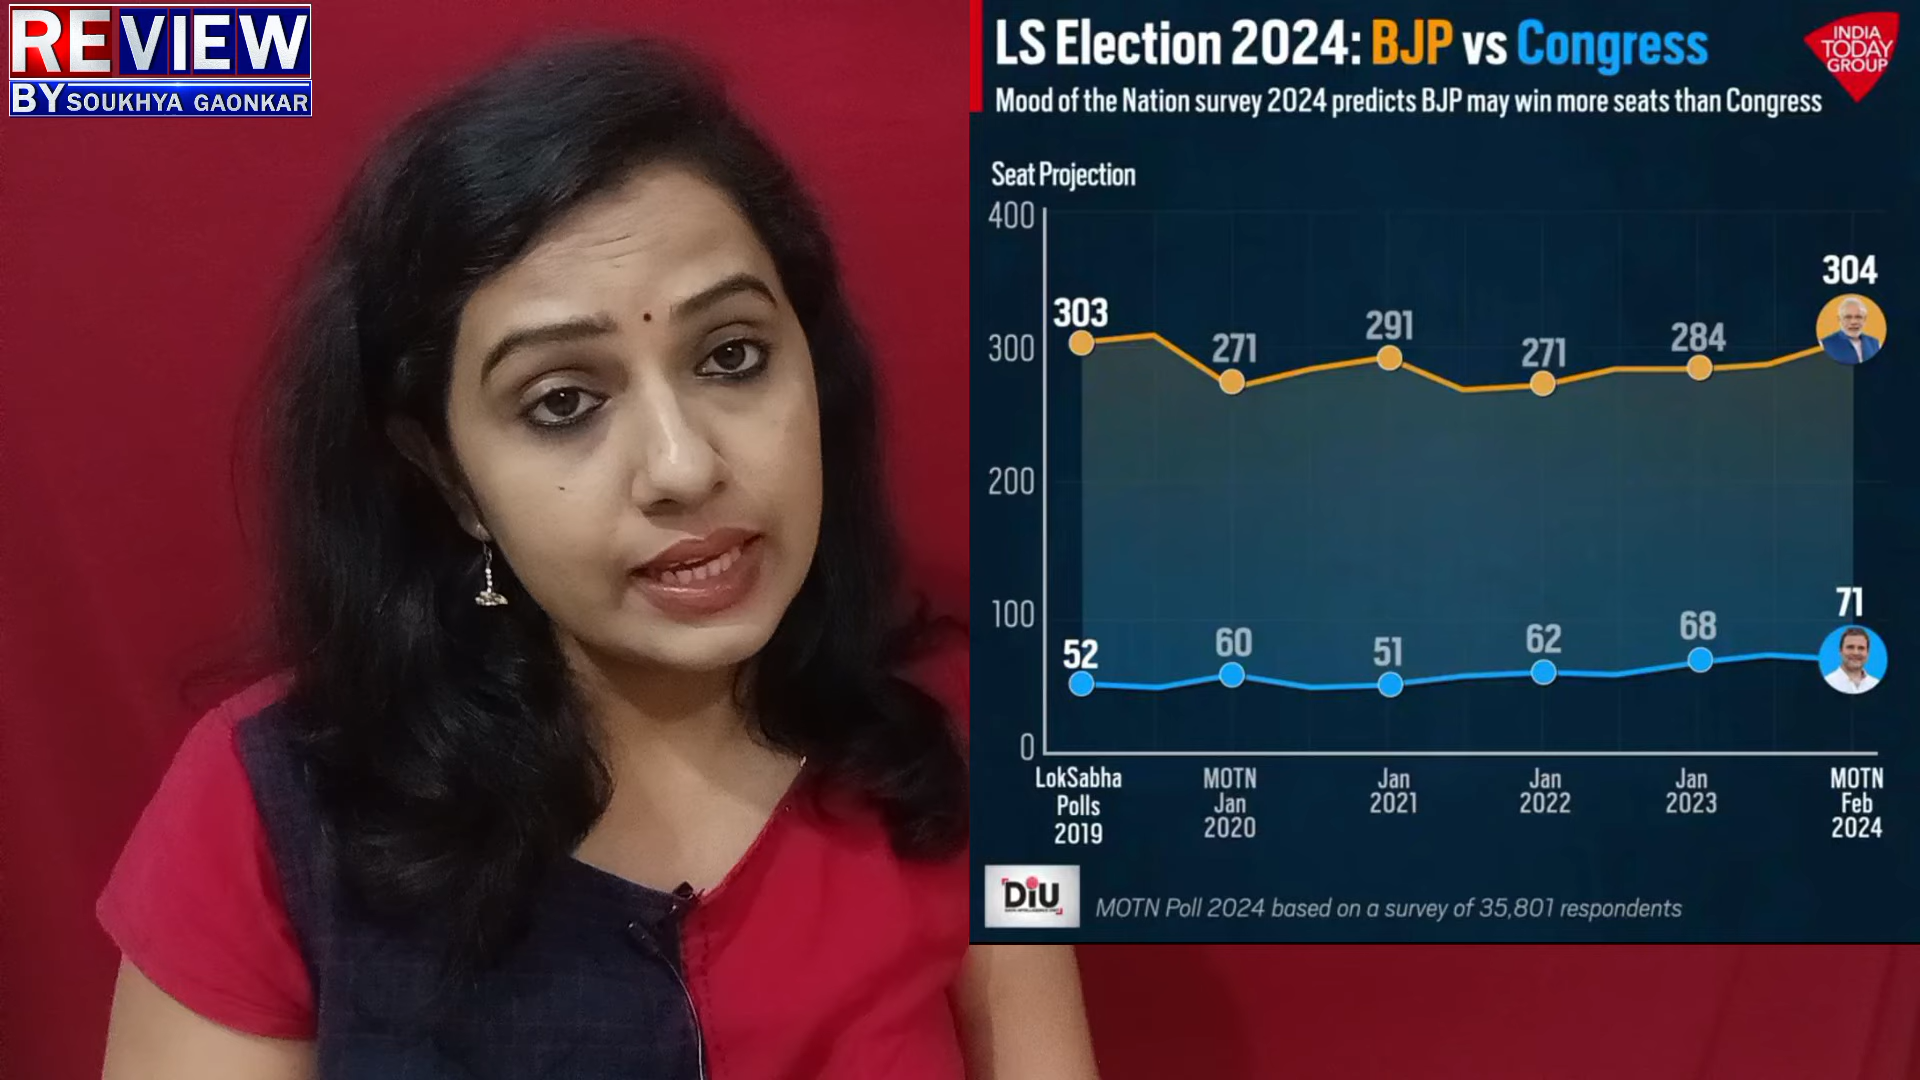 REVIEW
BY SOUKHYA GAONKAR
LS Election 2024: BJP vs Congress
INDIA
TODAY
GROUP
Mood of the Nation survey 2024 predicts BJP may win more seats than Congress
Seat Projection
400
300
200
100
0
303
271
291
271
284
304
52
60
51
62
68
71
LokSabha
Polls
2019
MOTN
Jan
2020
Jan
2021
Jan
2022
Jan
2023
MOTN
Feb
2024
DiU
MOTN Poll 2024 based on a survey of 35,801 respondents